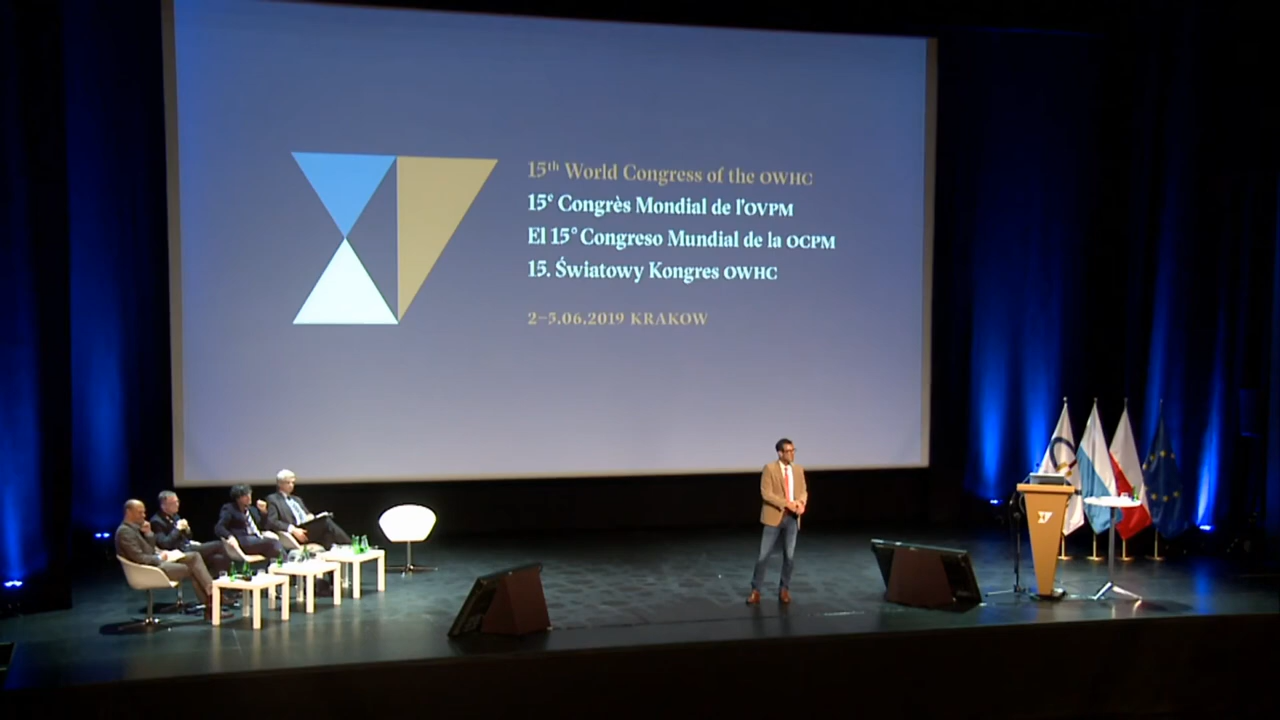 15th World Congress of the OWHC
15e Congrès Mondial de l'OVPM
El 15° Congreso Mundial de la OCPM
15. Światowy Kongres OWHC
2–5.06.2019 KRAKOW